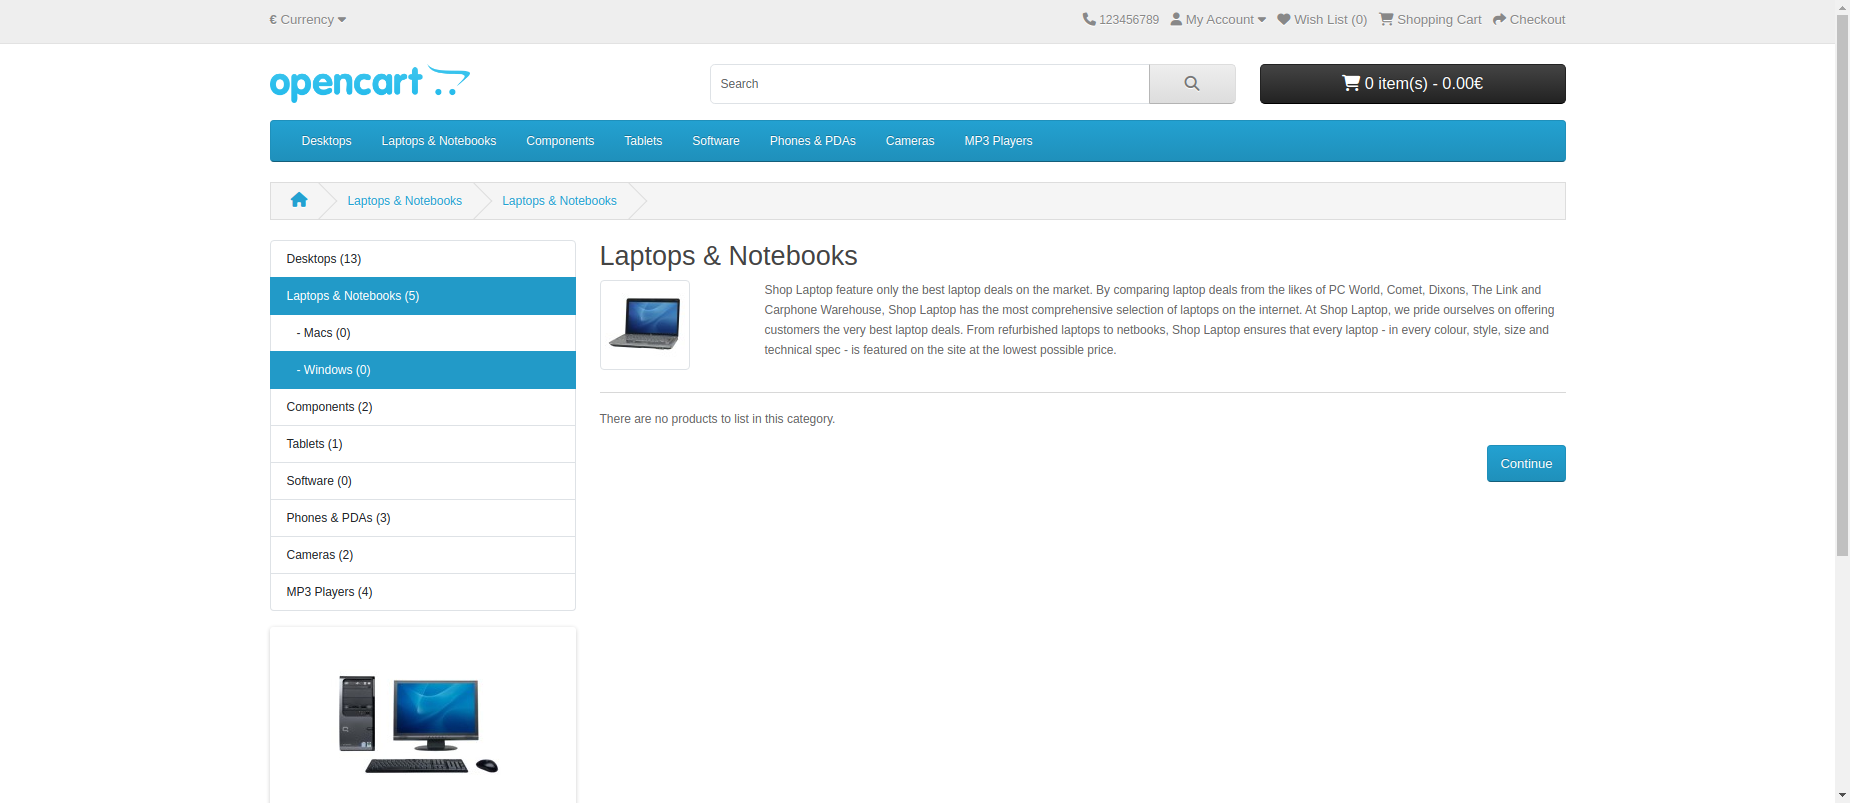 € Currency
123456789 My Account Wish List (0) Shopping Cart Checkout
opencart
Search
0 item(s) - 0.00€
Desktops Laptops & Notebooks Components Tablets Software Phones & PDAs Cameras MP3 Players
Laptops & Notebooks Laptops & Notebooks
Desktops (13)
Laptops & Notebooks (5)
- Macs (0)
- Windows (0)
Components (2)
Tablets (1)
Software (0)
Phones & PDAs (3)
Cameras (2)
MP3 Players (4)
Laptops & Notebooks
Shop Laptop feature only the best laptop deals on the market. By comparing laptop deals from the likes of PC World, Comet, Dixons, The Link and
Carphone Warehouse, Shop Laptop has the most comprehensive selection of laptops on the internet. At Shop Laptop, we pride ourselves on offering
customers the very best laptop deals. From refurbished laptops to netbooks, Shop Laptop ensures that every laptop - in every colour, style, size and
technical spec - is featured on the site at the lowest possible price.
There are no products to list in this category.
Continue